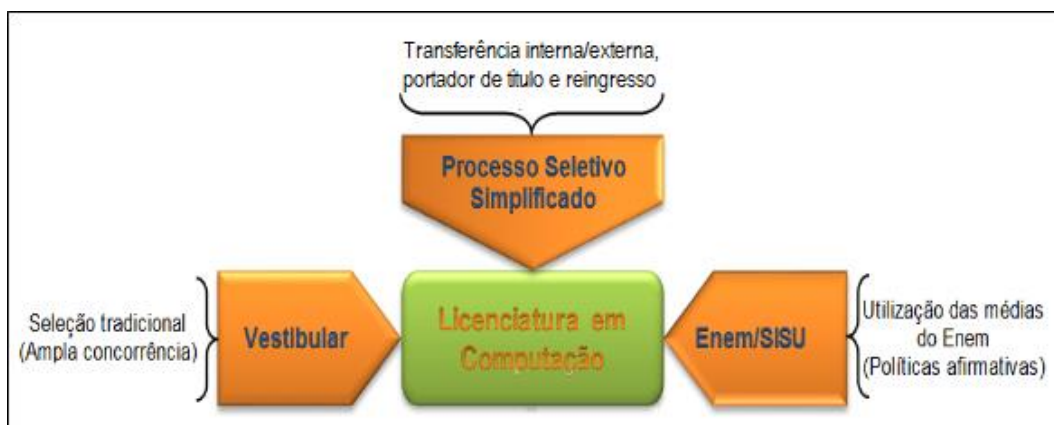 Transferência interna/externa,
portador de título e reingresso
Processo Seletivo
Simplificado
Seleção tradicional
(Ampla concorrência)
Vestibular
Licenciatura em
Computação
Enem/SISU
Utilização das médias
do Enem
(Políticas afirmativas)